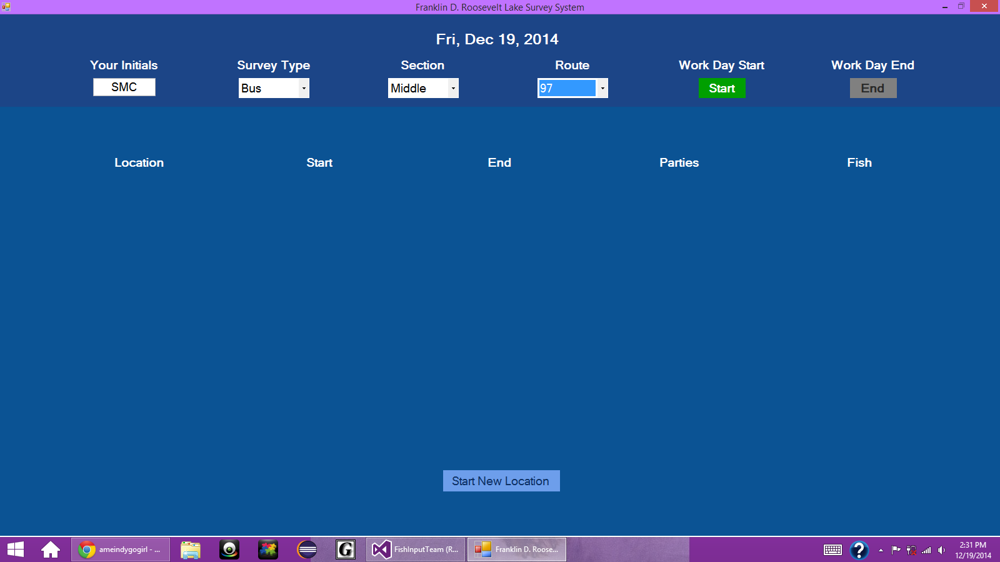 Franklin D. Roosevelt Lake Survey System
Fri, Dec 19, 2014
Your Initials Survey Type Section Route Work Day Start Work Day End
SMC Bus Middle 97 Start End
Location Start End Parties Fish
Start New Location
ameindygogirl - ... G FishInputTeam (R... Franklin D. Roose... ? 2:31 PM
12/19/2014